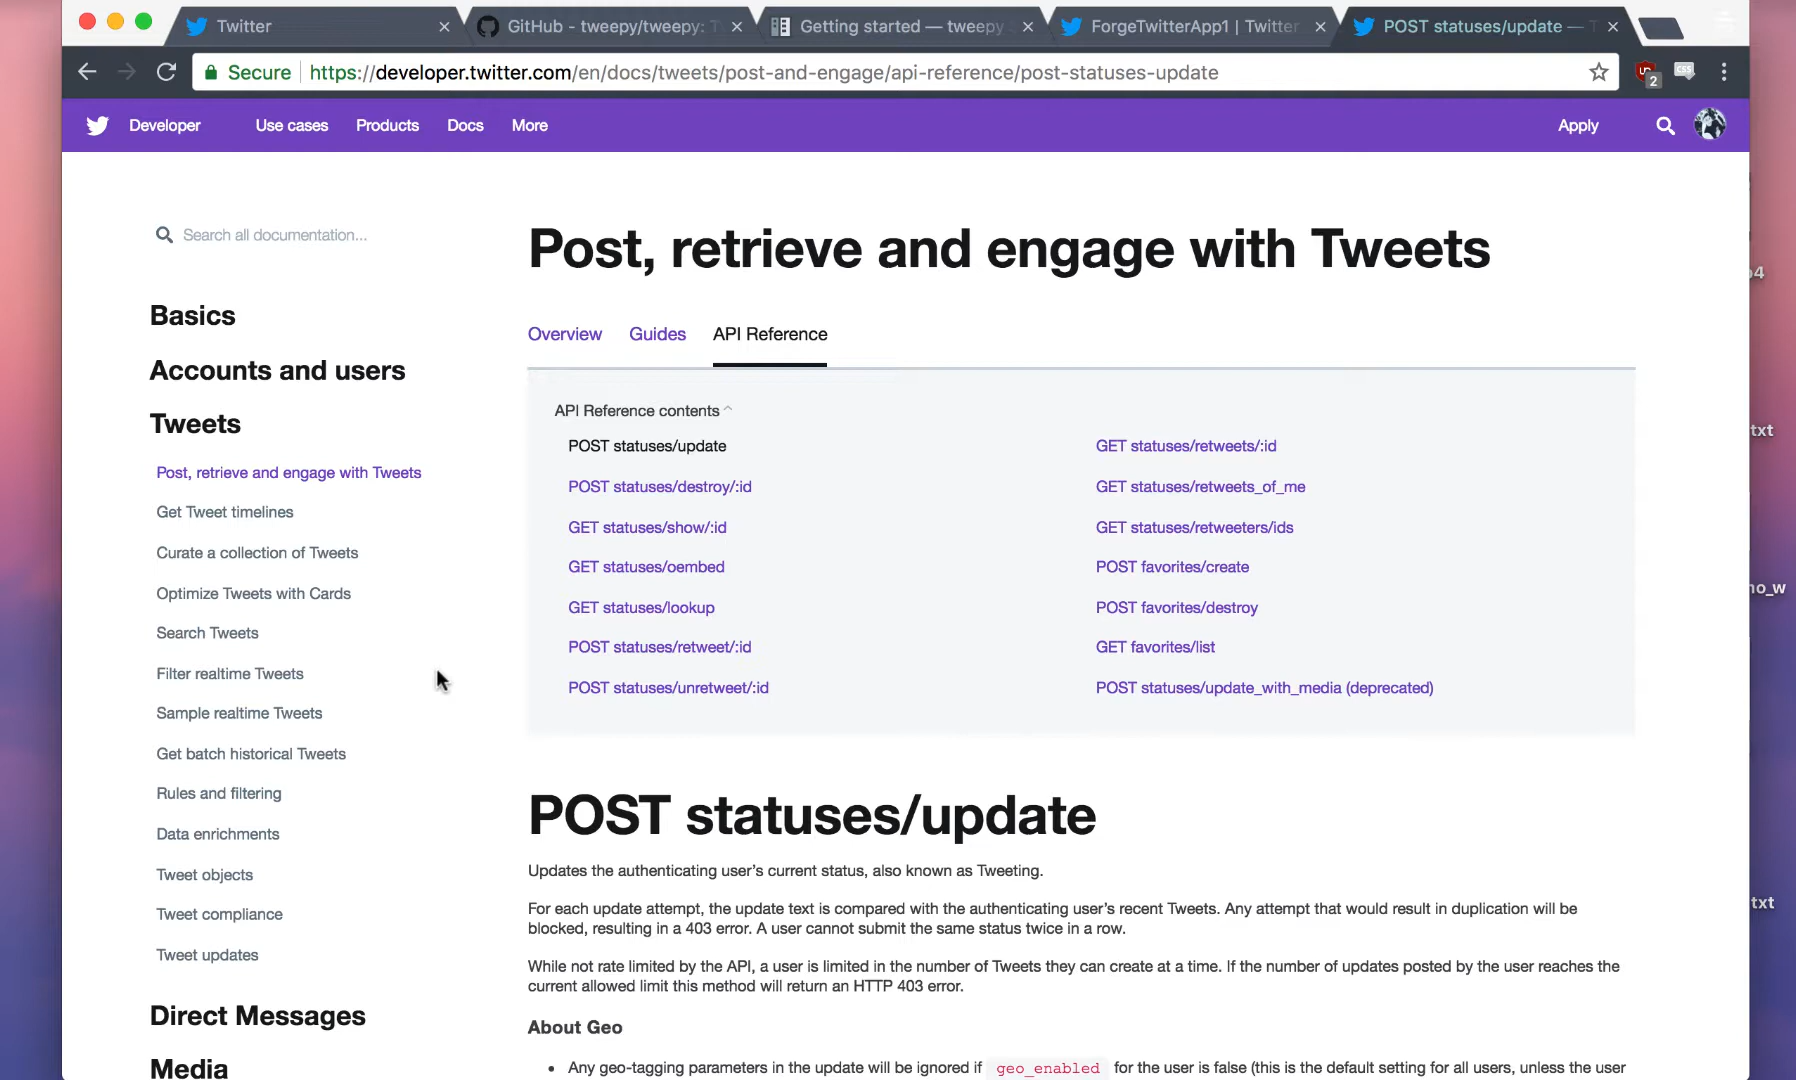 Twitter
GitHub - tweepy/tweepy: T
Getting started — tweepy
ForgeTwitterApp1 | Twitter
POST statuses/update — T
Secure
https://developer.twitter.com/en/docs/tweets/post-and-engage/api-reference/post-statuses-update
2
css
Developer
Use cases
Products
Docs
More
Apply
Search all documentation...
Basics
Accounts and users
Tweets
Post, retrieve and engage with Tweets
Get Tweet timelines
Curate a collection of Tweets
Optimize Tweets with Cards
Search Tweets
Filter realtime Tweets
Sample realtime Tweets
Get batch historical Tweets
Rules and filtering
Data enrichments
Tweet objects
Tweet compliance
Tweet updates
Direct Messages
Media
Post, retrieve and engage with Tweets
Overview
Guides
API Reference
API Reference contents
POST statuses/update
POST statuses/destroy/:id
GET statuses/show/:id
GET statuses/oembed
GET statuses/lookup
POST statuses/retweet/:id
POST statuses/unretweet/:id
GET statuses/retweets/:id
GET statuses/retweets_of_me
GET statuses/retweeters/ids
POST favorites/create
POST favorites/destroy
GET favorites/list
POST statuses/update_with_media (deprecated)
POST statuses/update
Updates the authenticating user's current status, also known as Tweeting.
For each update attempt, the update text is compared with the authenticating user's recent Tweets. Any attempt that would result in duplication will be
blocked, resulting in a 403 error. A user cannot submit the same status twice in a row.
While not rate limited by the API, a user is limited in the number of Tweets they can create at a time. If the number of updates posted by the user reaches the
current allowed limit this method will return an HTTP 403 error.
About Geo
• Any geo-tagging parameters in the update will be ignored if geo_enabled for the user is false (this is the default setting for all users, unless the user
txt
no_w
txt